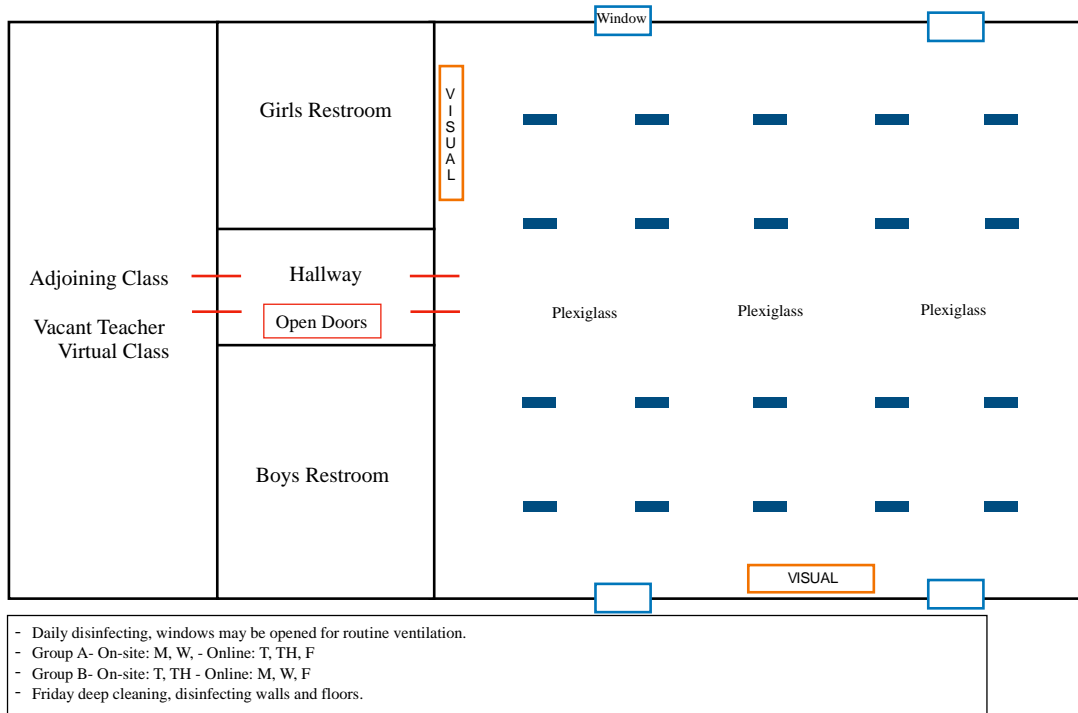 Window
Girls Restroom
VISUAL
Adjoining Class
Hallway
Vacant Teacher
Virtual Class
Open Doors
Plexiglass
Plexiglass
Plexiglass
Boys Restroom
VISUAL
- Daily disinfecting, windows may be opened for routine ventilation.
- Group A- On-site: M, W, - Online: T, TH, F
- Group B- On-site: T, TH - Online: M, W, F
- Friday deep cleaning, disinfecting walls and floors.